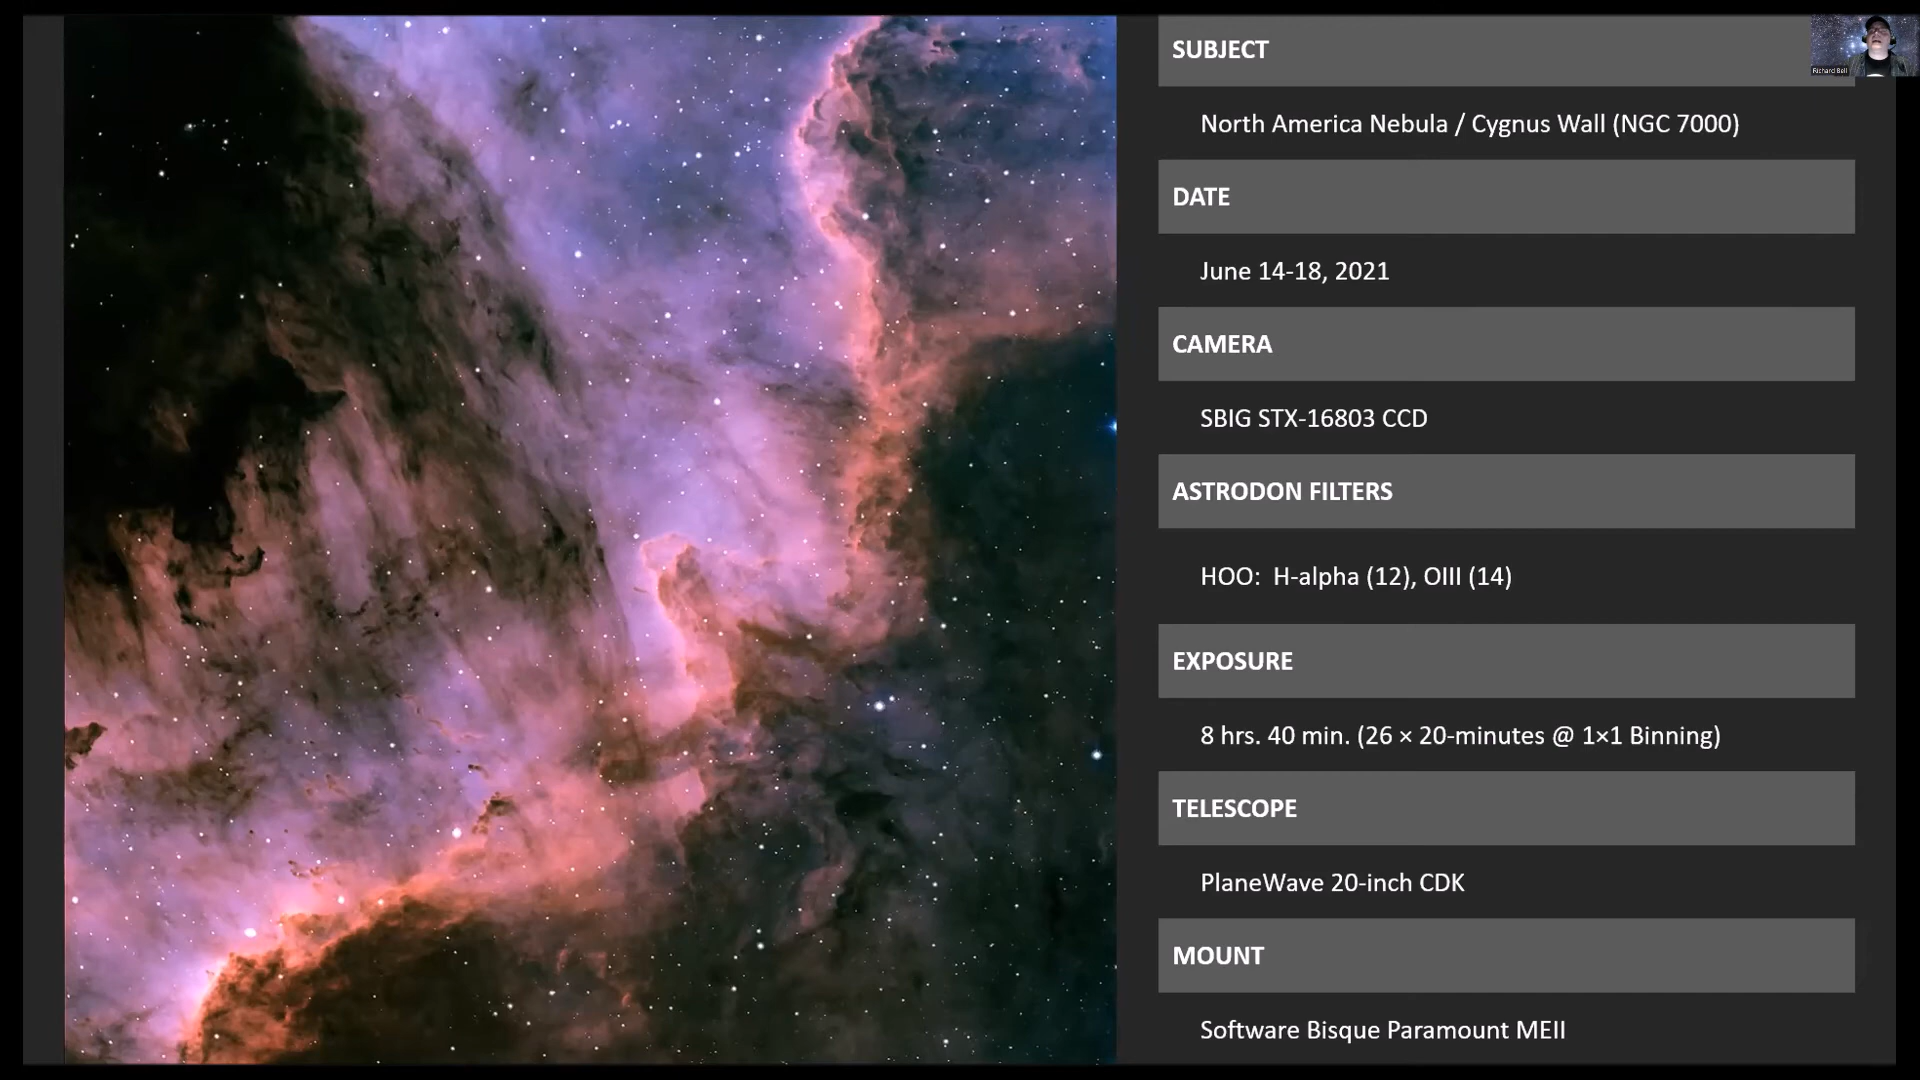 SUBJECT
Richard Bell
North America Nebula / Cygnus Wall (NGC 7000)
DATE
June 14-18, 2021
CAMERA
SBIG STX-16803 CCD
ASTRODON FILTERS
HOO:  H-alpha (12), OIII (14)
EXPOSURE
8 hrs. 40 min. (26 × 20-minutes @ 1×1 Binning)
TELESCOPE
PlaneWave 20-inch CDK
MOUNT
Software Bisque Paramount MEII